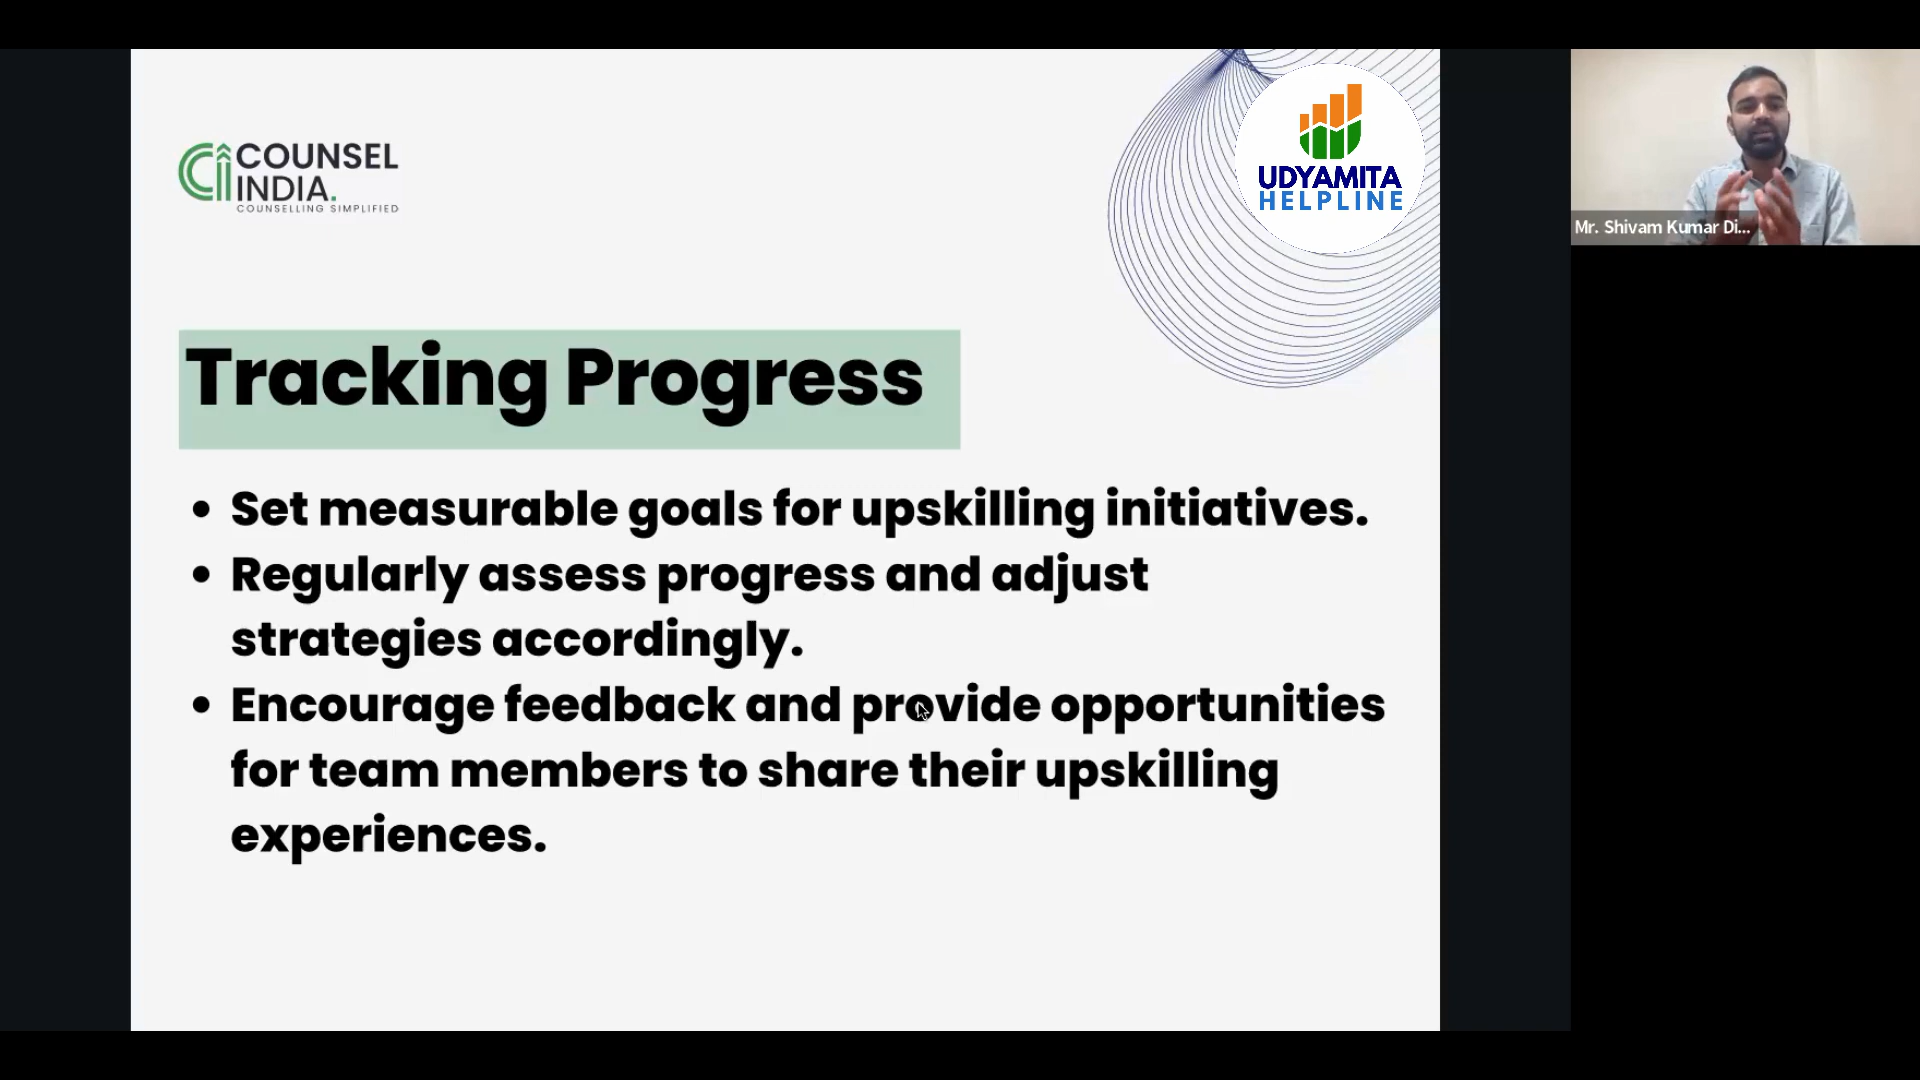 COUNSEL
INDIA.
COUNSELLING SIMPLIFIED
UDYAMITA
HELPLINE
Mr. Shivam Kumar Di...
Tracking Progress
• Set measurable goals for upskilling initiatives.
• Regularly assess progress and adjust
strategies accordingly.
• Encourage feedback and provide opportunities
for team members to share their upskilling
experiences.